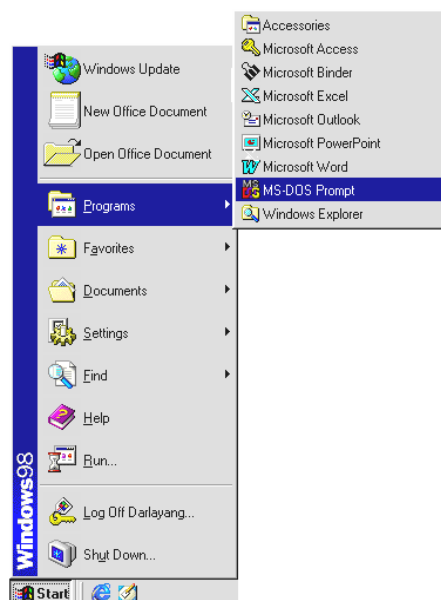 Accessories
Microsoft Access
Microsoft Binder
Microsoft Excel
Microsoft Outlook
Microsoft PowerPoint
Microsoft Word
MS-DOS Prompt
Windows Explorer
Windows Update
New Office Document
Open Office Document
Programs
Favorites
Documents
Settings
Find
Help
Run...
Log Off Darlayang...
Shut Down...
Windows98
Start